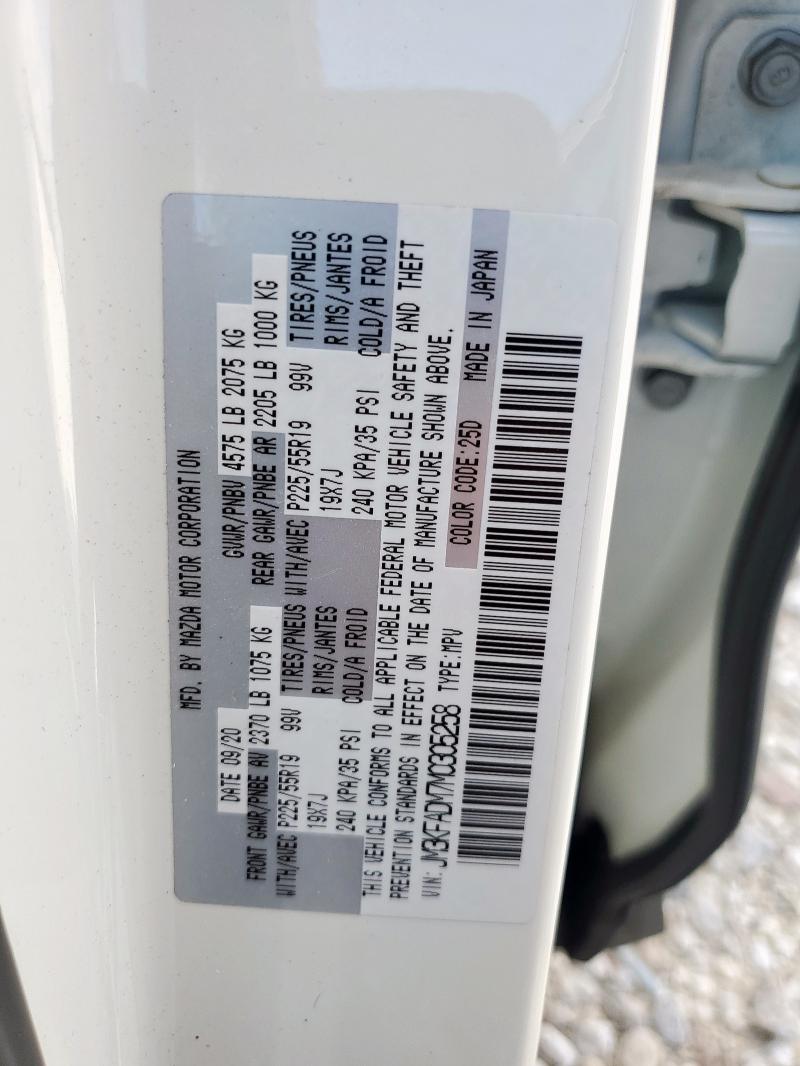 MFD. BY MAZDA MOTOR CORPORATION
DATE 09/20 GVWR/PNBV 4575 LB 2075 KG
FRONT GAWR/PNBE AV 2370 LB 1075 KG REAR GAWR/PNBE AR 2205 LB 1000 KG
WITH/AVEC P225/55R19 99V TIRES/PNEUS WITH/AVEC P225/55R19 99V TIRES/PNEUS
19X7J RIMS/JANTES 19X7J RIMS/JANTES
240 KPA/35 PSI COLD/A FROID 240 KPA/35 PSI COLD/A FROID
THIS VEHICLE CONFORMS TO ALL APPLICABLE FEDERAL MOTOR VEHICLE SAFETY AND THEFT
PREVENTION STANDARDS IN EFFECT ON THE DATE OF MANUFACTURE SHOWN ABOVE.
VIN: JM3KFADM7M0305258 TYPE:MPV COLOR CODE:25D MADE IN JAPAN